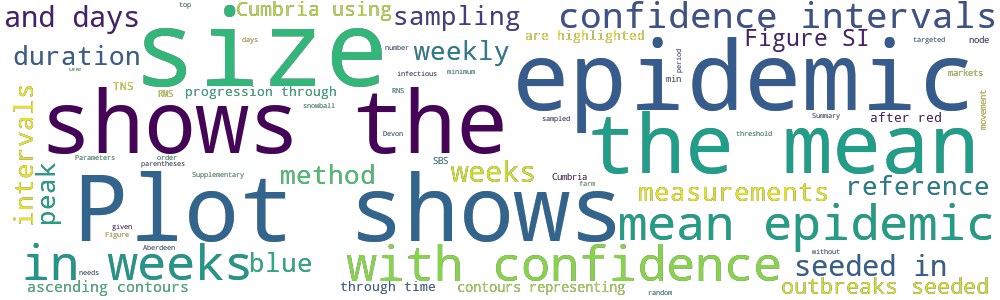 top
and days
Cumbria using
sampling
confidence intervals
size
days
number
are highlighted
Figure SI
targeted
node
duration
weekly
epidemic
one
TNS
RMS
progression through
infectious
RNS
minimum
min
period
markets
intervals
shows the
snowball
Devon
sampled
the mean
Summary
after red
movement
threshold
peak
Parameters
order
parentheses
Supplementary
method
SBS
weeks
Cumbria
farm
Plot shows
measurements
reference
given
Figure
mean epidemic
Aberdeen
in weeks
needs
blue
with confidence
without
seeded in
ascending contours
through time
contours representing
random
outbreaks seeded